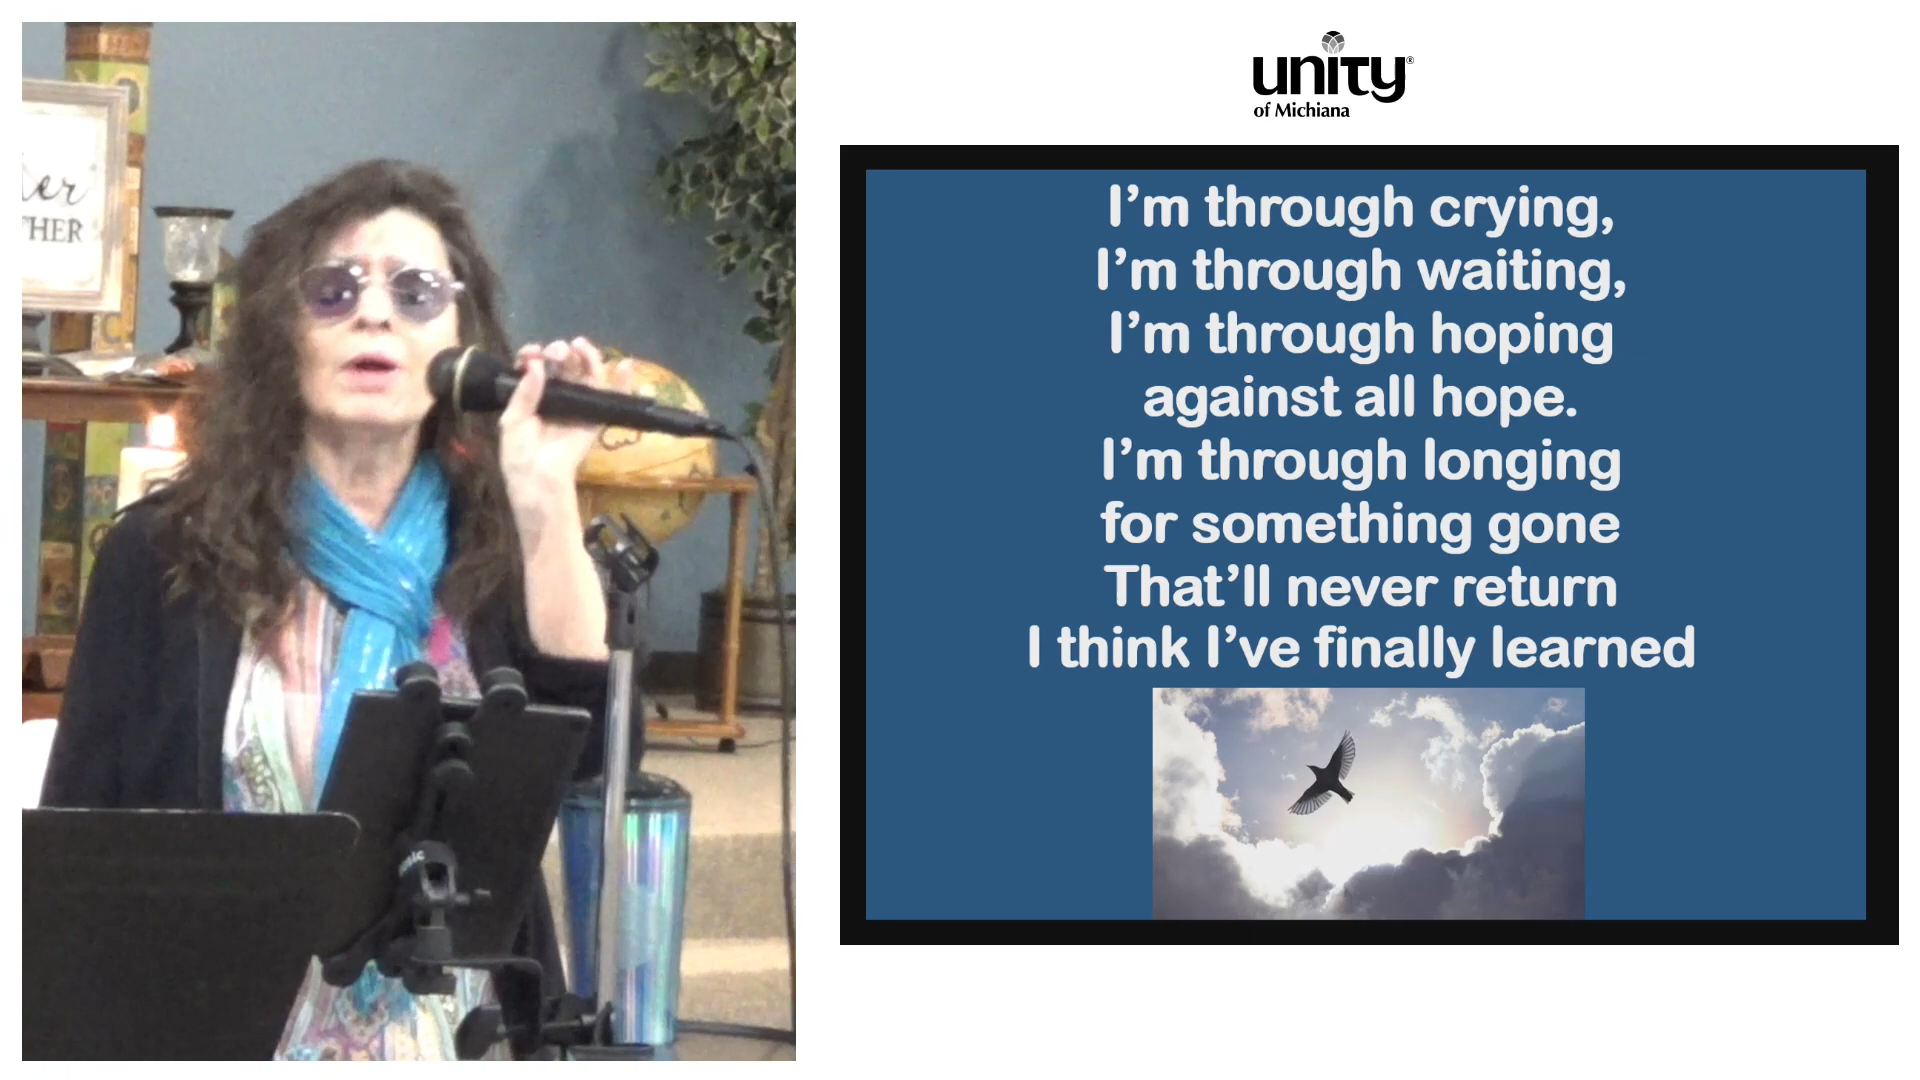 unity®
of Michiana
I'm through crying,
I'm through waiting,
I'm through hoping
against all hope.
I'm through longing
for something gone
That'll never return
I think I've finally learned
HER